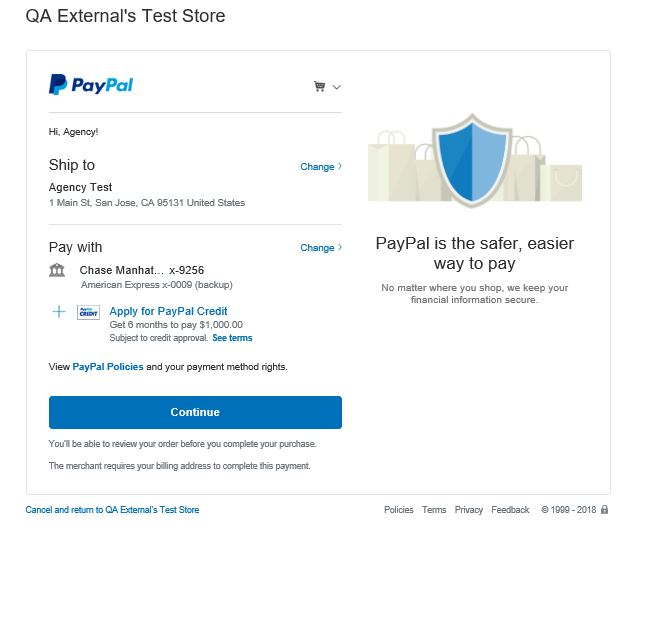 QA External's Test Store
PayPal
Hi, Agency!
Ship to
Change
Agency Test
1 Main St, San Jose, CA 95131 United States
Pay with
Change
Chase Manhat... x-9256
American Express x-0009 (backup)
PayPal
CREDIT
Apply for PayPal Credit
Get 6 months to pay $1,000.00
Subject to credit approval. See terms
View PayPal Policies and your payment method rights.
Continue
You'll be able to review your order before you complete your purchase.
The merchant requires your billing address to complete this payment.
PayPal is the safer, easier
way to pay
No matter where you shop, we keep your
financial information secure.
Cancel and return to QA External's Test Store
Policies Terms Privacy Feedback © 1999 - 2018